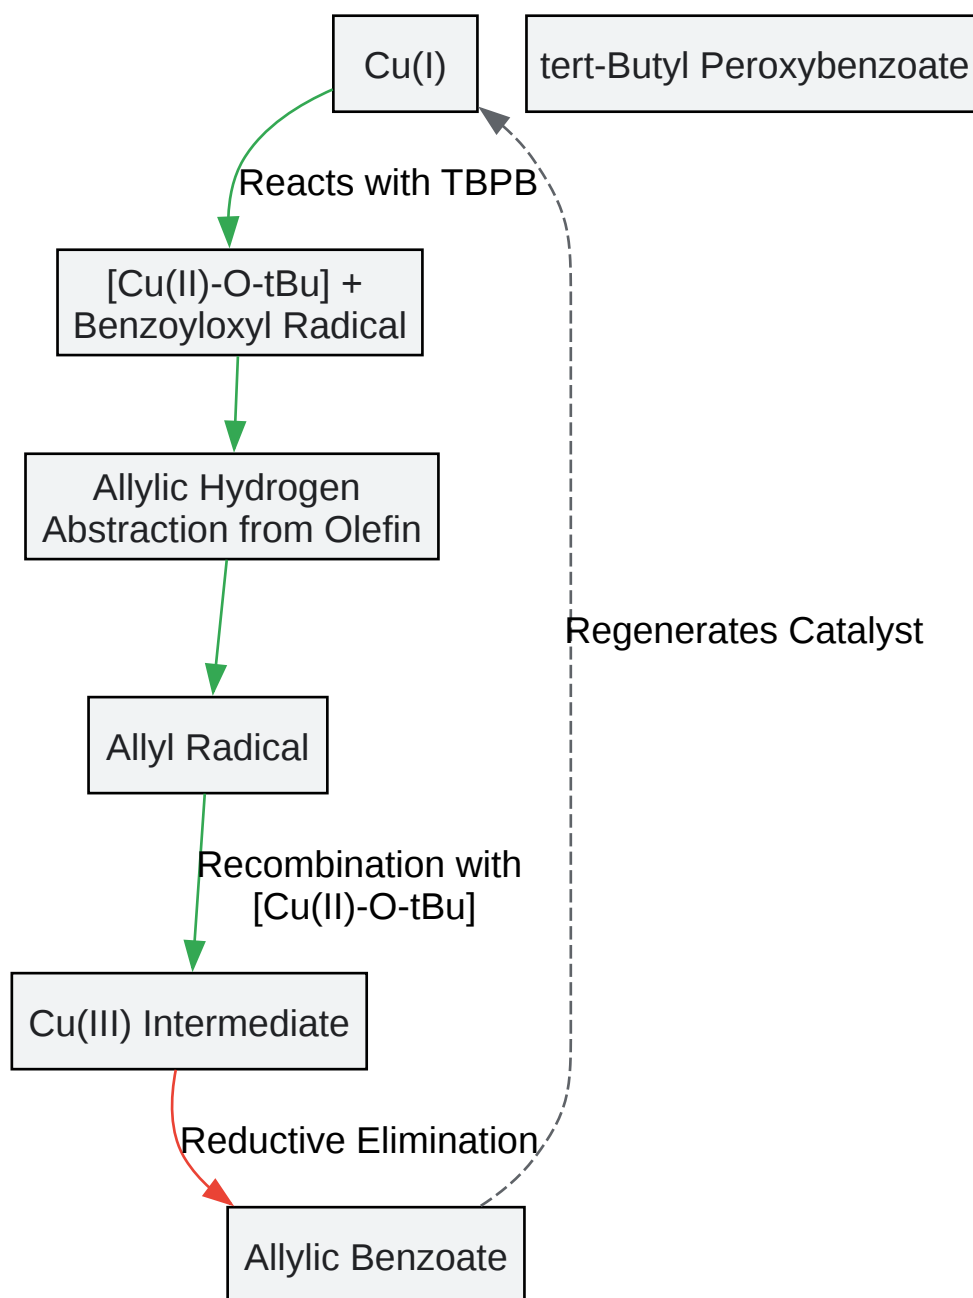 Cu(I)
tert-Butyl Peroxybenzoate
Reacts with TBPB
[Cu(II)-O-tBu] +
Benzoyloxyl Radical
Allylic Hydrogen
Abstraction from Olefin
Regenerates Catalyst
Allyl Radical
Recombination with
[Cu(II)-O-tBu]
Cu(III) Intermediate
Reductive Elimination
Allylic Benzoate